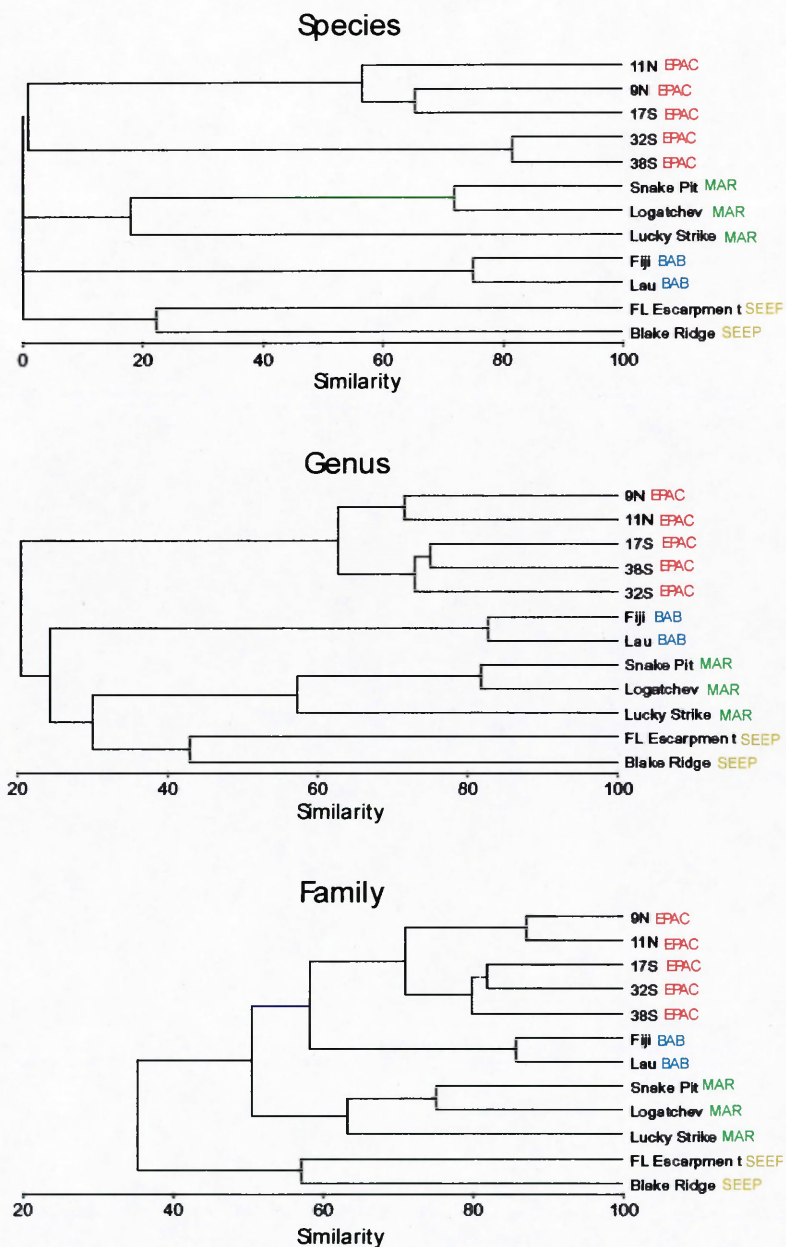 Species
11N EPAC
9N EPAC
17S EPAC
32S EPAC
38S EPAC
Snake Pit MAR
Logatchev MAR
Lucky Strike MAR
Fiji BAB
Lau BAB
FL Escarpment SEEP
Blake Ridge SEEP
0 20 40 60 80 100
Similarity
Genus
9N EPAC
11N EPAC
17S EPAC
38S EPAC
32S EPAC
Fiji BAB
Lau BAB
Snake Pit MAR
Logatchev MAR
Lucky Strike MAR
FL Escarpment SEEP
Blake Ridge SEEP
20 40 60 80 100
Similarity
Family
9N EPAC
11N EPAC
17S EPAC
32S EPAC
38S EPAC
Fiji BAB
Lau BAB
Snake Pit MAR
Logatchev MAR
Lucky Strike MAR
FL Escarpment SEEP
Blake Ridge SEEP
20 40 60 80 100
Similarity